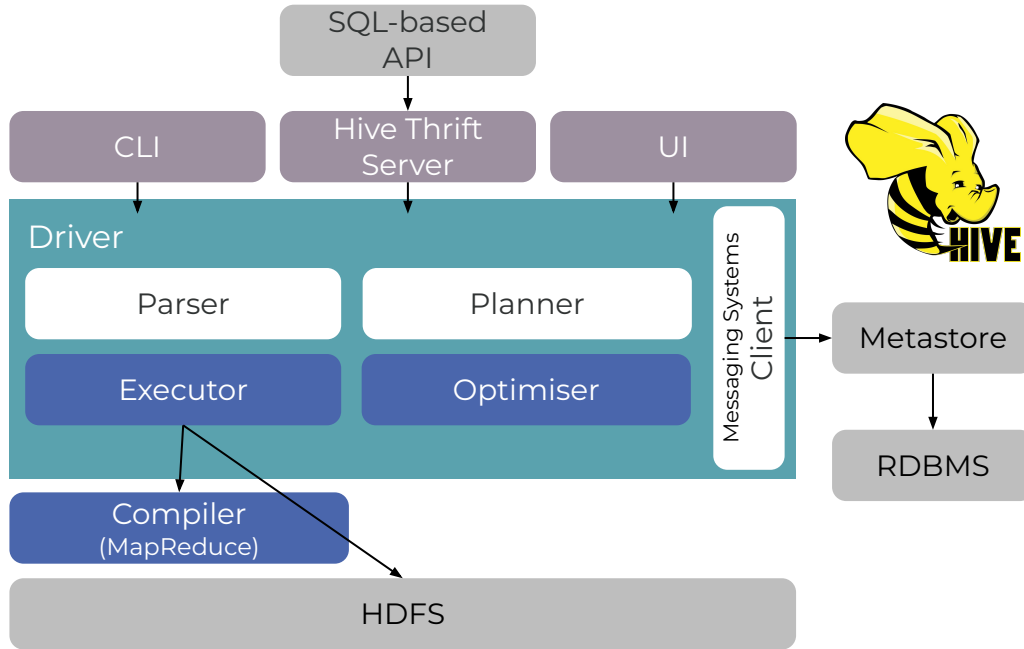 SQL-based
API
CLI
Hive Thrift
Server
UI
HIVE
Driver
Parser
Planner
Executor
Optimiser
Messaging Systems
Client
Metastore
RDBMS
Compiler
(MapReduce)
HDFS